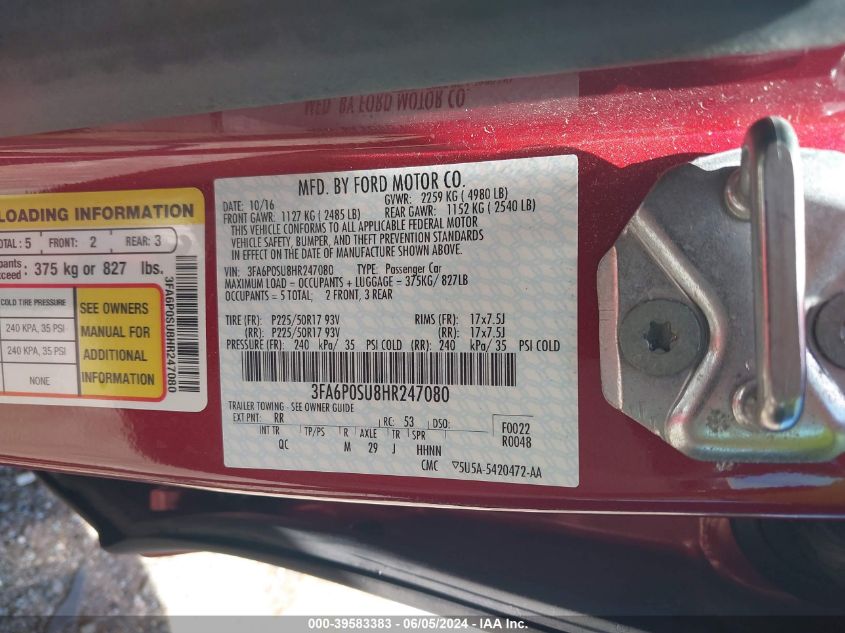 MFD. BY FORD MOTOR CO.
LOADING INFORMATION
TOTAL: 5 FRONT: 2 REAR: 3
375 kg or 827 lbs.
COLD TIRE PRESSURE
240 KPA, 35 PSI
240 KPA, 35 PSI
NONE
SEE OWNERS
MANUAL FOR
ADDITIONAL
INFORMATION
3FA6P0SU8HR247080
MFD. BY FORD MOTOR CO.
DATE: 10/16 GVWR: 2259 KG ( 4980 LB)
FRONT GAWR: 1127 KG ( 2485 LB) REAR GAWR: 1152 KG ( 2540 LB)
THIS VEHICLE CONFORMS TO ALL APPLICABLE FEDERAL MOTOR
VEHICLE SAFETY, BUMPER, AND THEFT PREVENTION STANDARDS
IN EFFECT ON THE DATE OF MANUFACTURE SHOWN ABOVE.
VIN: 3FA6P0SU8HR247080 TYPE: Passenger Car
MAXIMUM LOAD = OCCUPANTS + LUGGAGE = 375KG/ 827LB
OCCUPANTS = 5 TOTAL; 2 FRONT, 3 REAR
TIRE (FR): P225/50R17 93V RIMS (FR): 17x7.5J
(RR): P225/50R17 93V (RR): 17x7.5J
PRESSURE (FR): 240 kPa/ 35 PSI COLD (RR): 240 kPa/ 35 PSI COLD
3FA6P0SU8HR247080
TRAILER TOWING - SEE OWNER GUIDE
EXT PNT: RR RC: 53 DSO: F0022
R0048
INT TR TP/PS R AXLE TR SPR
QC M 29 J HHNN
CMC ▽5U5A-5420472-AA
000-39583383 - 06/05/2024 - IAA Inc.